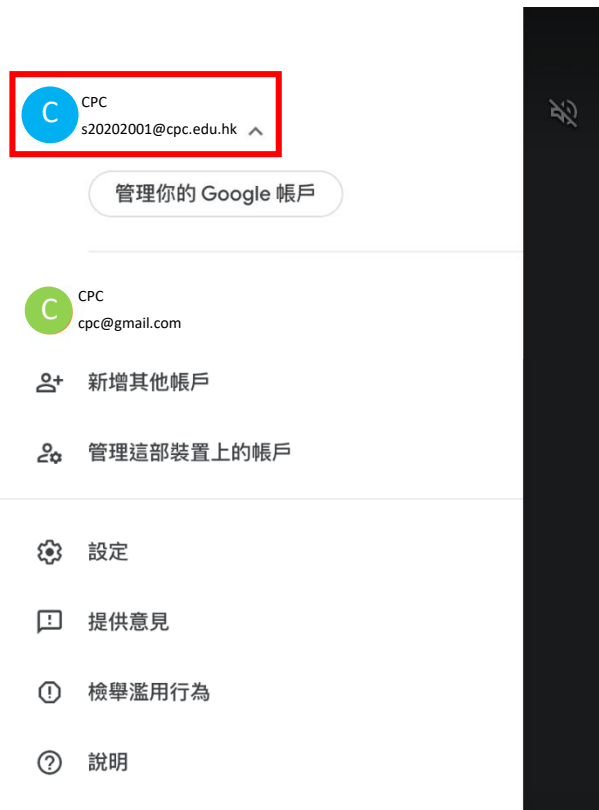 C
CPC
s20202001@cpc.edu.hk
管理你的 Google 帳戶
C
CPC
cpc@gmail.com
新增其他帳戶
管理這部裝置上的帳戶
設定
提供意見
檢舉濫用行為
說明